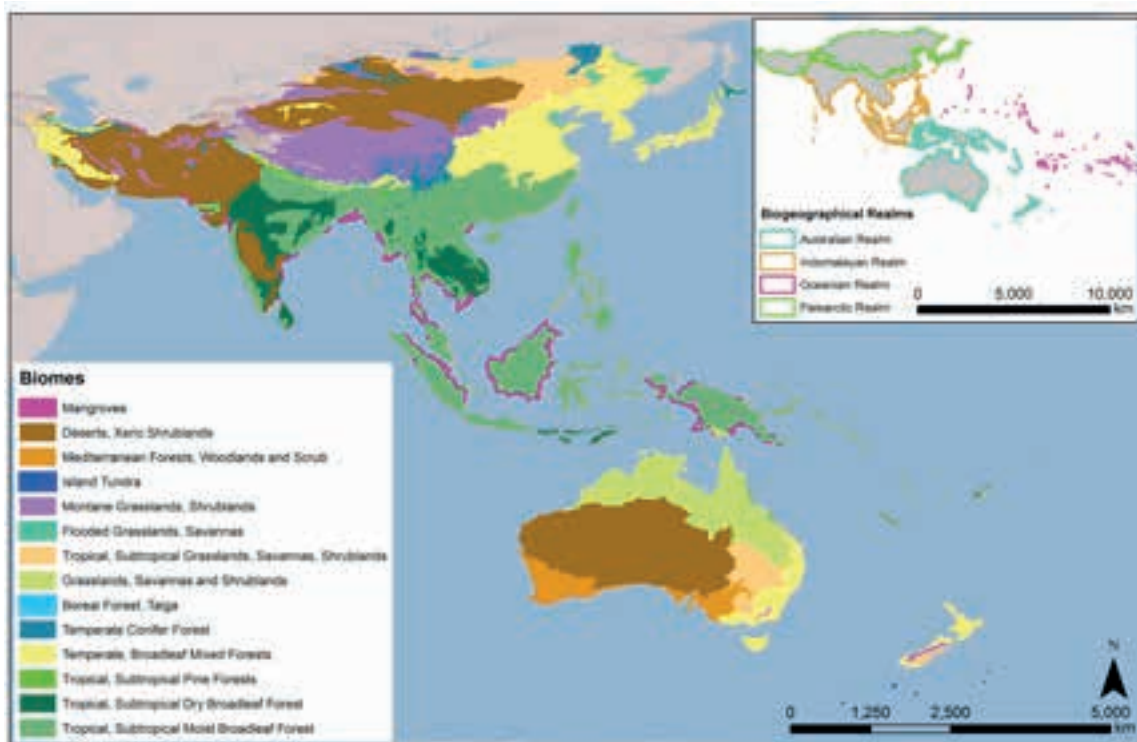 Biogeographical Realms
Australian Realm
Indomalayan Realm
Oceanian Realm
Palearctic Realm
0 5,000 10,000
km
Biomes
Mangroves
Deserts, Xeric Shrublands
Mediterranean Forests, Woodlands and Scrub
Island Tundra
Montane Grasslands, Shrublands
Flooded Grasslands, Savannas
Tropical, Subtropical Grasslands, Savannas, Shrublands
Grasslands, Savannas and Shrublands
Boreal Forest, Taiga
Temperate Conifer Forest
Temperate, Broadleaf Mixed Forests
Tropical, Subtropical Pine Forests
Tropical, Subtropical Dry Broadleaf Forest
Tropical, Subtropical Moist Broadleaf Forest
N
0 1,250 2,500 5,000
km